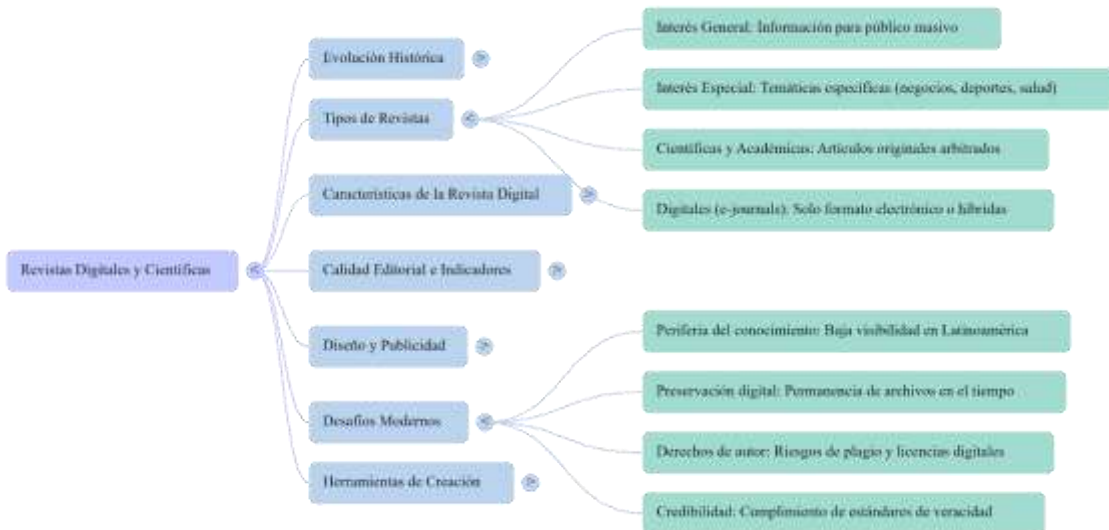 Revistas Digitales y Científicas
Evolución Histórica
Tipos de Revistas
Interés General: Información para público masivo
Interés Especial: Temáticas específicas (negocios, deportes, salud)
Científicas y Académicas: Artículos originales arbitrados
Digitales (e-journals): Solo formato electrónico o híbridas
Características de la Revista Digital
Calidad Editorial e Indicadores
Diseño y Publicidad
Desafíos Modernos
Periferia del conocimiento: Baja visibilidad en Latinoamérica
Preservación digital: Permanencia de archivos en el tiempo
Derechos de autor: Riesgos de plagio y licencias digitales
Credibilidad: Cumplimiento de estándares de veracidad
Herramientas de Creación